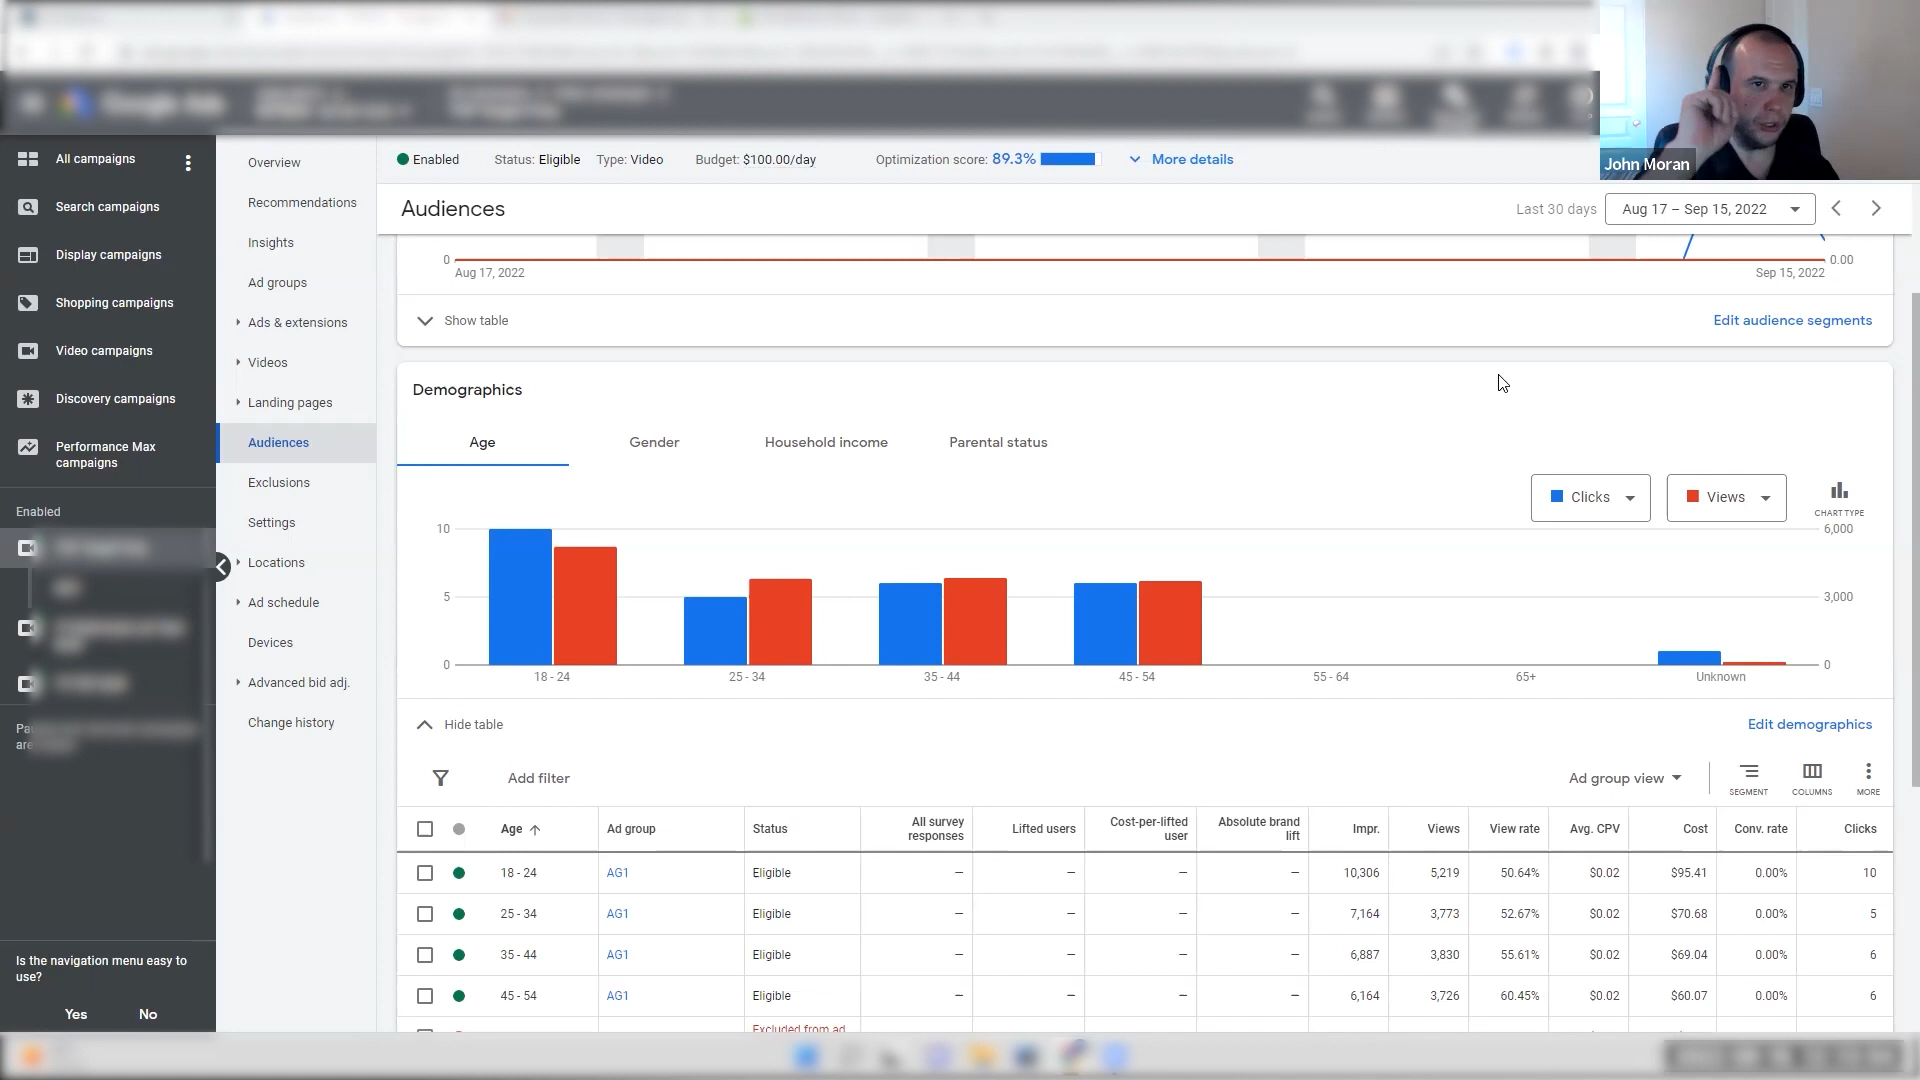 John Moran
All campaigns
Search campaigns
Display campaigns
Shopping campaigns
Video campaigns
Discovery campaigns
Performance Max
campaigns
Enabled
Is the navigation menu easy to
use?
Yes No
Overview
Recommendations
Insights
Ad groups
Ads & extensions
Videos
Landing pages
Audiences
Exclusions
Settings
Locations
Ad schedule
Devices
Advanced bid adj.
Change history
Enabled Status: Eligible Type: Video Budget: $100.00/day Optimization score: 89.3% More details
Audiences
Last 30 days Aug 17 – Sep 15, 2022
0 0.00
Aug 17, 2022 Sep 15, 2022
Show table Edit audience segments
Demographics
Age Gender Household income Parental status
Clicks Views CHART TYPE
10 6,000
5 3,000
0 0
18 - 24 25 - 34 35 - 44 45 - 54 55 - 64 65+ Unknown
Hide table Edit demographics
Add filter Ad group view SEGMENT COLUMNS MORE
Age Ad group Status All survey responses Lifted users Cost-per-lifted user Absolute brand lift Impr. Views View rate Avg. CPV Cost Conv. rate Clicks
18 - 24 AG1 Eligible — — — — 10,306 5,219 50.64% $0.02 $95.41 0.00% 10
25 - 34 AG1 Eligible — — — — 7,164 3,773 52.67% $0.02 $70.68 0.00% 5
35 - 44 AG1 Eligible — — — — 6,887 3,830 55.61% $0.02 $69.04 0.00% 6
45 - 54 AG1 Eligible — — — — 6,164 3,726 60.45% $0.02 $60.07 0.00% 6
Excluded from ad